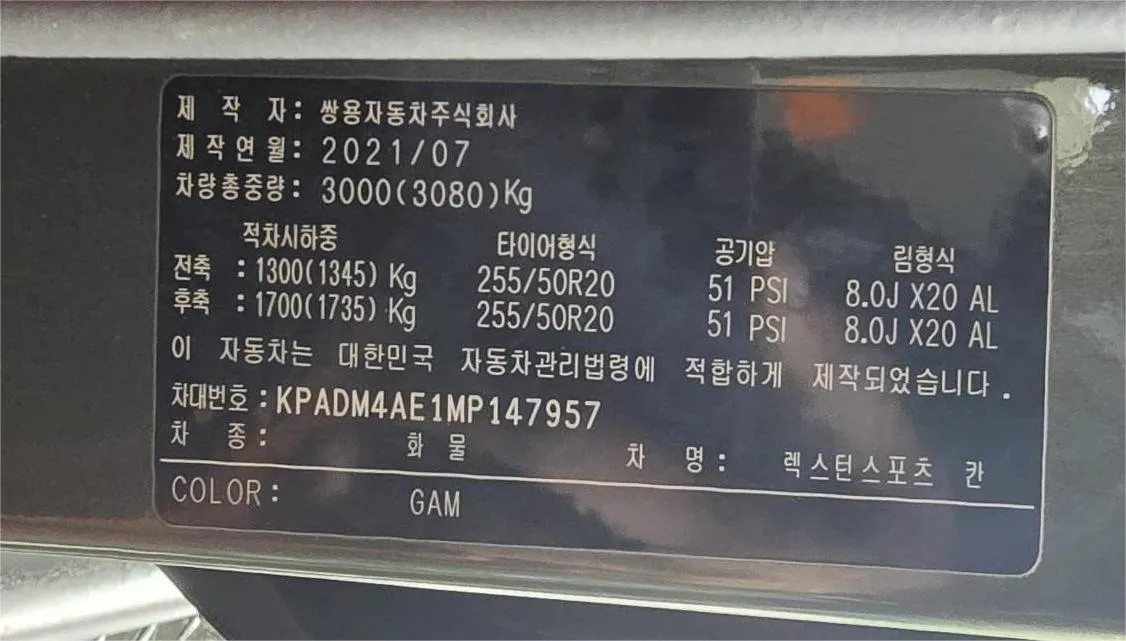 제 작 자: 쌍용자동차주식회사
제작연월: 2021/07
차량총중량: 3000(3080)Kg
적차시하중 타이어형식 공기압 림형식
전축 : 1300(1345) Kg 255/50R20 51 PSI 8.0J X20 AL
후축 : 1700(1735) Kg 255/50R20 51 PSI 8.0J X20 AL
이 자동차는 대한민국 자동차관리법령에 적합하게 제작되었습니다.
차대번호 : KPADM4AE1MP147957
차 종: 화 물 차 명: 렉스턴스포츠 칸
COLOR: GAM